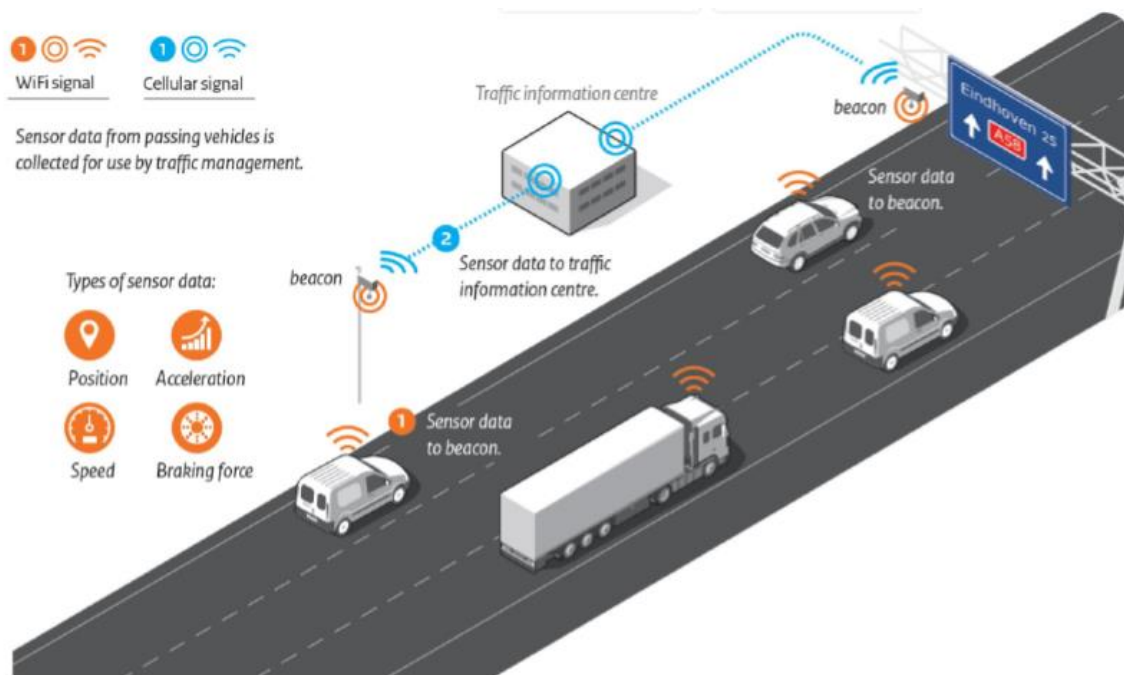 1
WiFi signal
1
Cellular signal
Sensor data from passing vehicles is
collected for use by traffic management.
Traffic information centre
beacon
Eindhoven 25
A58
Sensor data
to beacon.
2
Sensor data to traffic
information centre.
beacon
Types of sensor data:
Position
Acceleration
Speed
Braking force
1
Sensor data
to beacon.